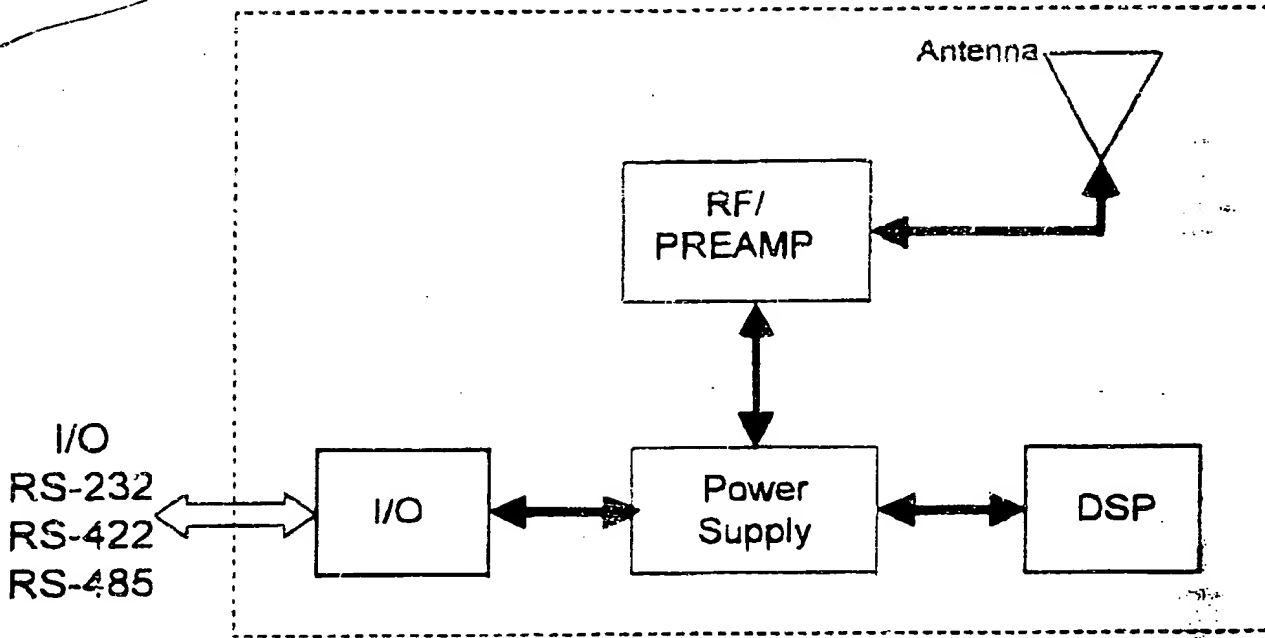 Antenna
RF/
PREAMP
I/O
RS-232
RS-422
RS-485
I/O
Power
Supply
DSP